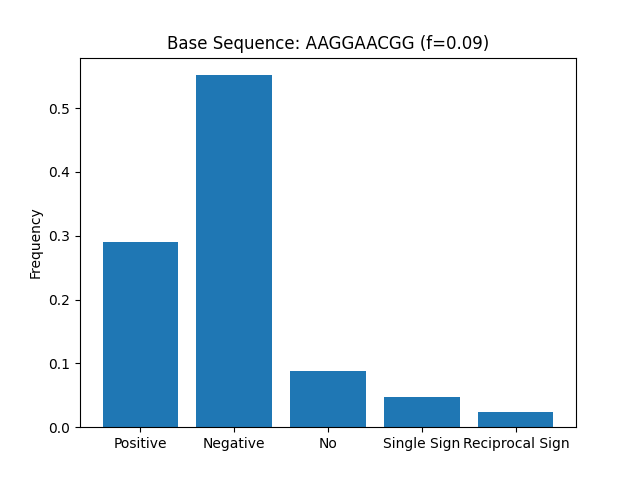 Base Sequence: AAGGAACGG (f=0.09)
Frequency
0.5
0.4
0.3
0.2
0.1
0.0
Positive Negative No Single Sign Reciprocal Sign